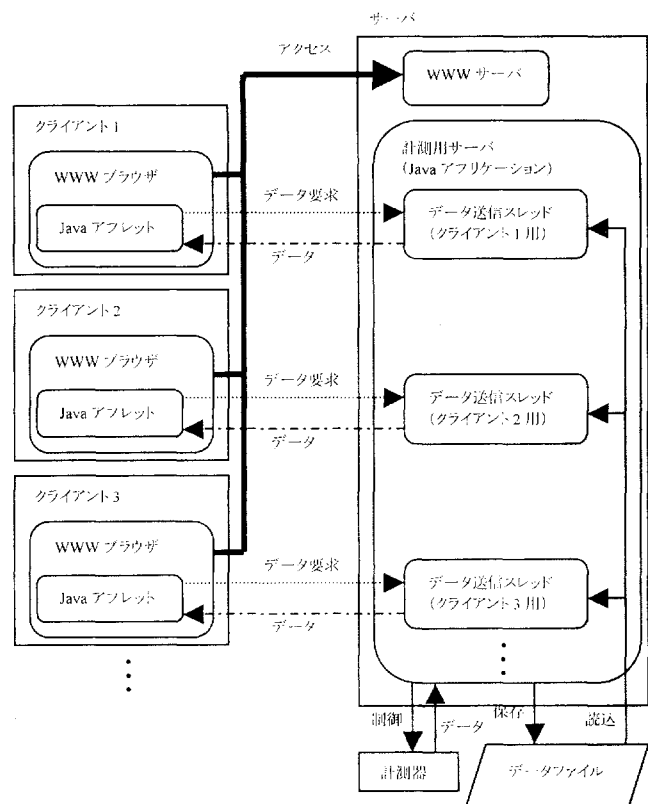 サーバ
アクセス
WWW サーバ
クライアント1
WWW ブラウザ
Java アプレット
計測用サーバ
(Java アプリケーション)
データ要求
データ
データ送信スレッド
(クライアント1用)
クライアント2
WWW ブラウザ
Java アプレット
データ要求
データ
データ送信スレッド
(クライアント2用)
クライアント3
WWW ブラウザ
Java アプレット
データ要求
データ
データ送信スレッド
(クライアント3用)
制御
データ
保存
読込
計測器
データファイル